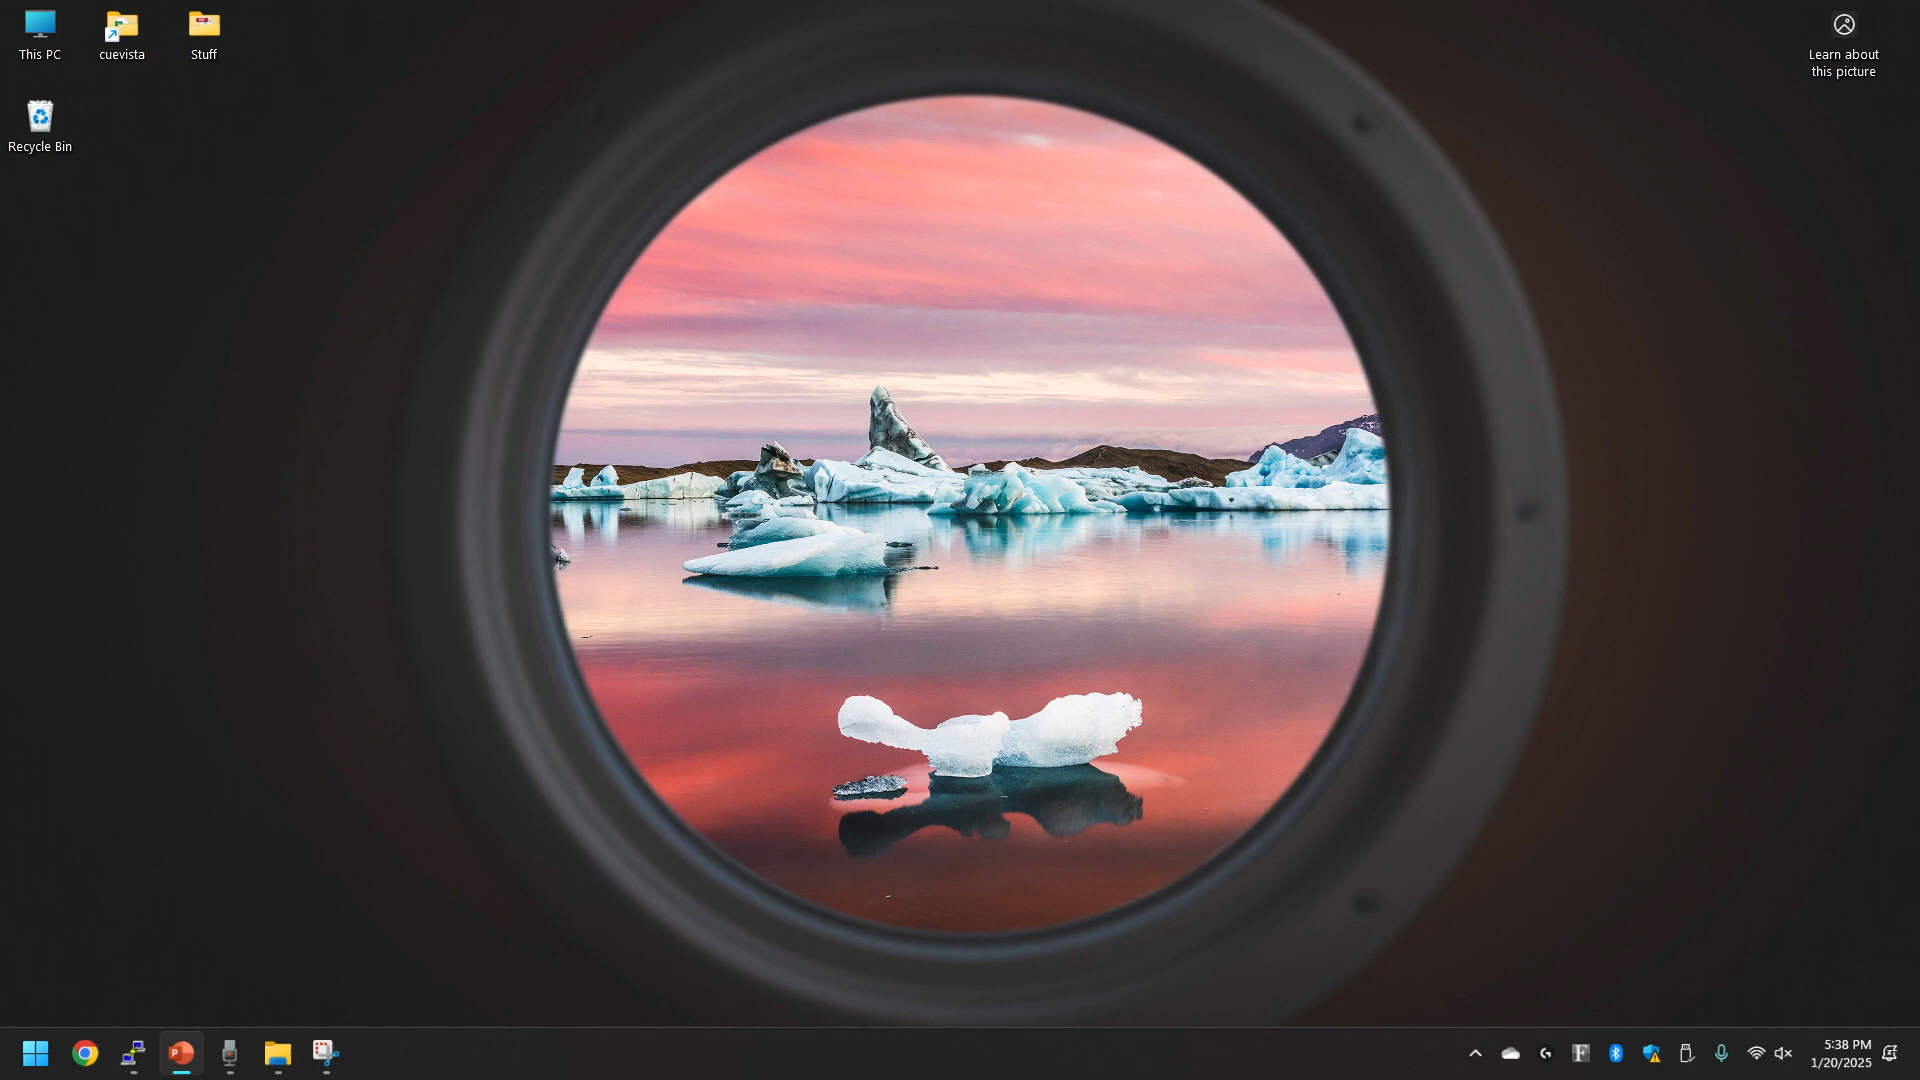 This PC
cuevista
Stuff
Learn about
this picture
Recycle Bin
5:38 PM
1/20/2025